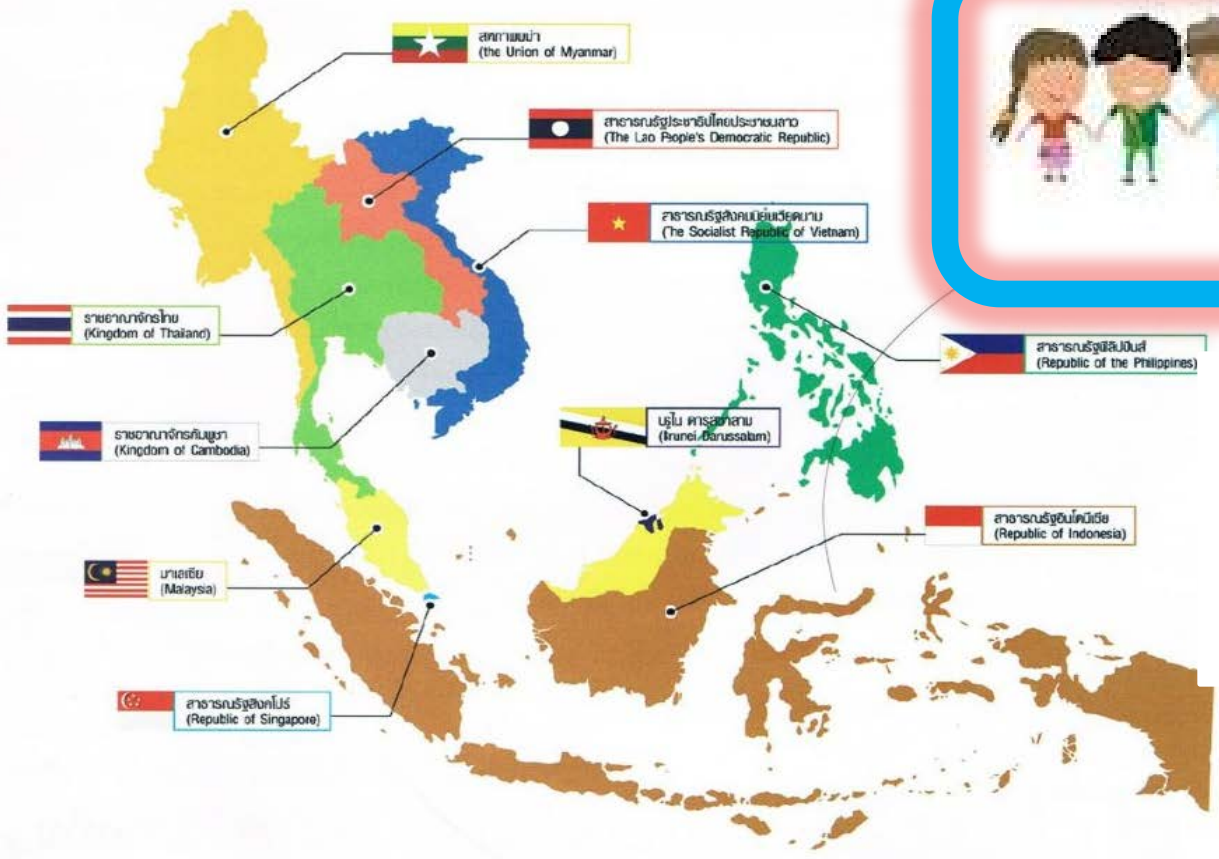 สหภาพพม่า
(the Union of Myanmar)
สาธารณรัฐประชาธิปไตยประชาชนลาว
(The Lao People's Democratic Republic)
สาธารณรัฐสังคมนิยมเวียดนาม
(The Socialist Republic of Vietnam)
ราชอาณาจักรไทย
(Kingdom of Thailand)
สาธารณรัฐฟิลิปปินส์
(Republic of the Philippines)
บรูไน ดารุสซาลาม
(Brunei Darussalam)
ราชอาณาจักรกัมพูชา
(Kingdom of Cambodia)
สาธารณรัฐอินโดนีเซีย
(Republic of Indonesia)
มาเลเซีย
(Malaysia)
สาธารณรัฐสิงคโปร์
(Republic of Singapore)